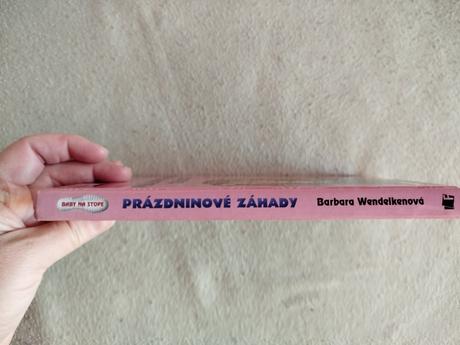 BABY NA STOPĚ
PRÁZDNINOVÉ ZÁHADY
Barbara Wendelkenová